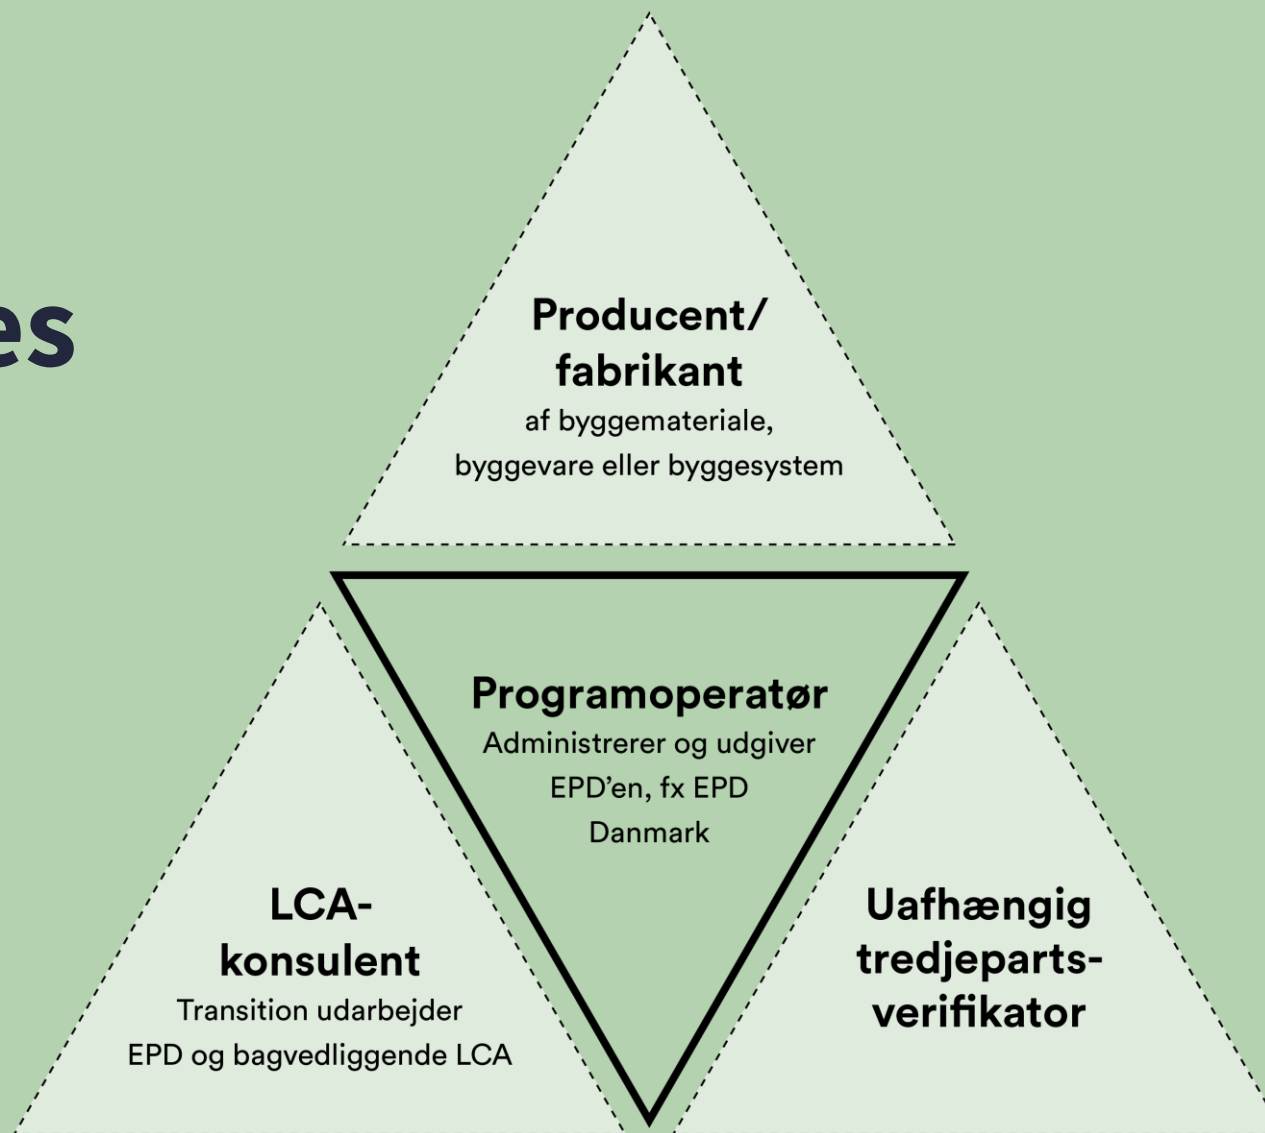 es
Producent/
fabrikant
af byggemateriale,
byggevare eller byggesystem
Programoperatør
Administrerer og udgiver
EPD’en, fx EPD
Danmark
LCA-
konsulent
Transition udarbejder
EPD og bagvedliggende LCA
Uafhængig
tredjeparts-
verifikator